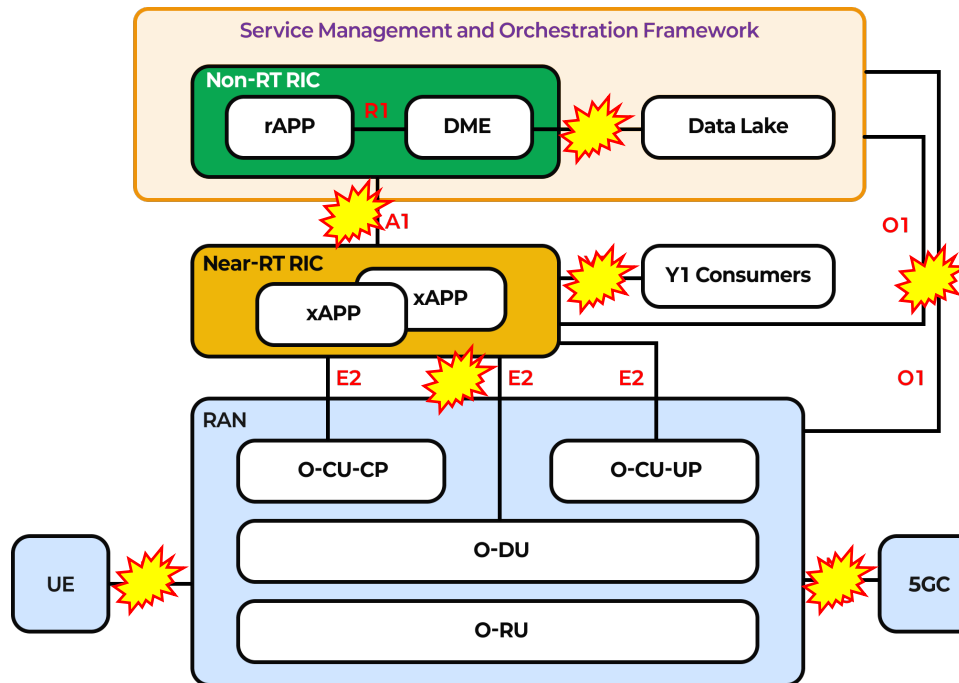 Service Management and Orchestration Framework
Non-RT RIC
rAPP
R1
DME
Data Lake
A1
O1
Near-RT RIC
xAPP
xAPP
Y1 Consumers
E2
E2
E2
O1
RAN
O-CU-CP
O-CU-UP
O-DU
UE
5GC
O-RU